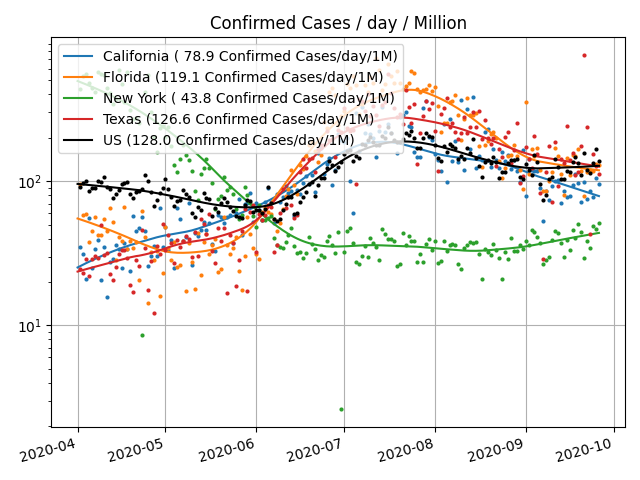 Confirmed Cases / day / Million
California ( 78.9 Confirmed Cases/day/1M)
Florida (119.1 Confirmed Cases/day/1M)
New York ( 43.8 Confirmed Cases/day/1M)
Texas (126.6 Confirmed Cases/day/1M)
US (128.0 Confirmed Cases/day/1M)
10²
10¹
2020-04 2020-05 2020-06 2020-07 2020-08 2020-09 2020-10